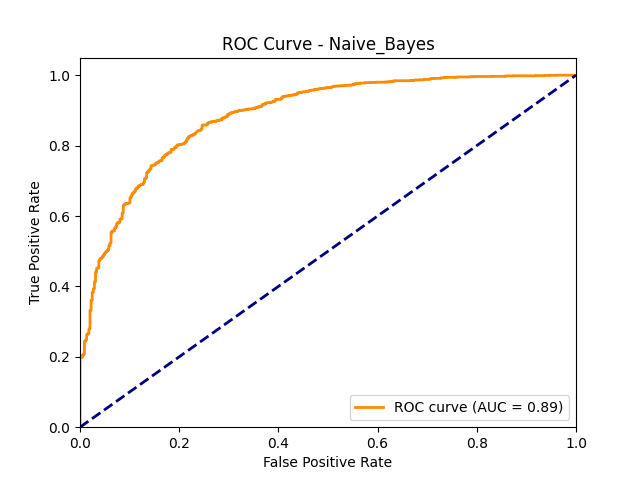 ROC Curve - Naive_Bayes
1.0
0.8
0.6
0.4
0.2
0.0
True Positive Rate
0.0 0.2 0.4 0.6 0.8 1.0
False Positive Rate
ROC curve (AUC = 0.89)